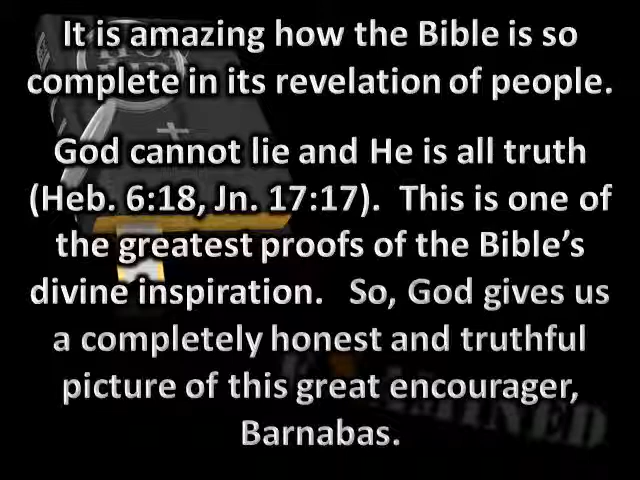 It is amazing how the Bible is so
complete in its revelation of people.
God cannot lie and He is all truth
(Heb. 6:18, Jn. 17:17).  This is one of
the greatest proofs of the Bible’s
divine inspiration.   So, God gives us
a completely honest and truthful
picture of this great encourager,
Barnabas.